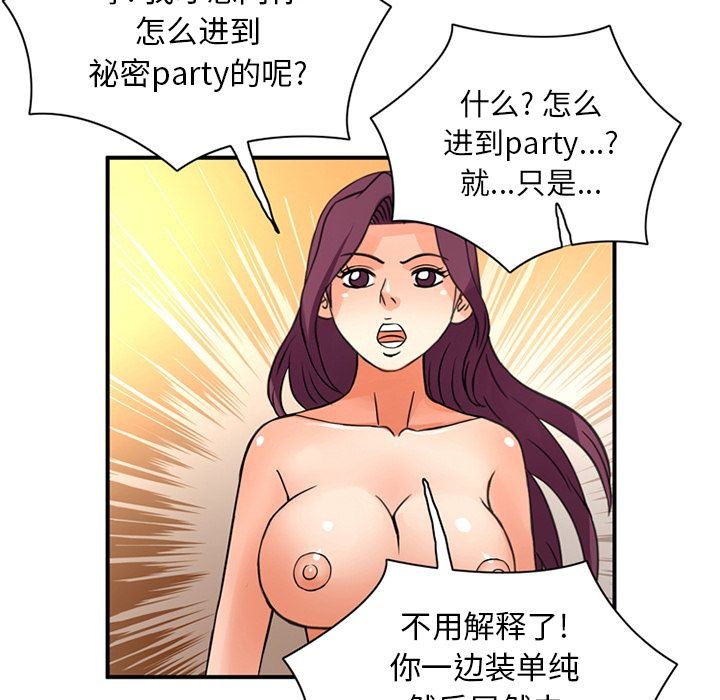 怎么进到
祕密party的呢?
什么? 怎么
进到party...?
就...只是...
不用解释了!
你一边装单纯